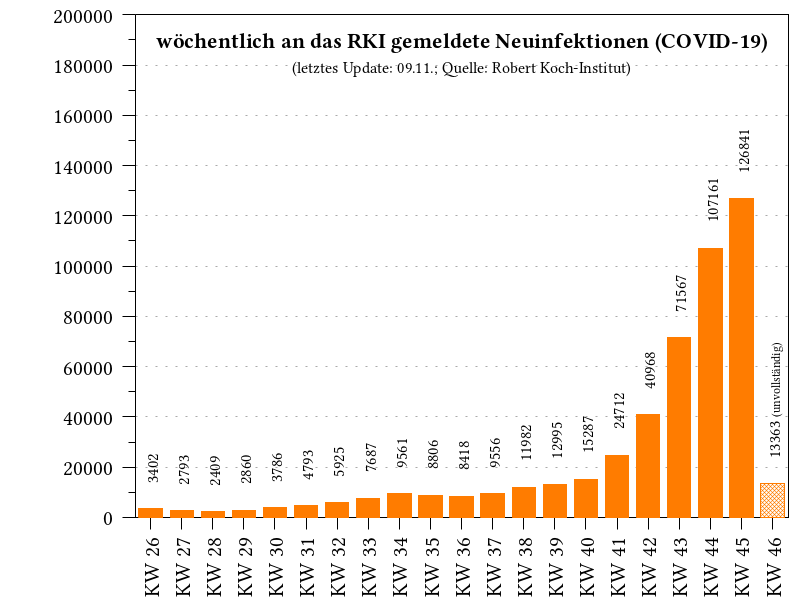 wöchentlich an das RKI gemeldete Neuinfektionen (COVID-19)
(letztes Update: 09.11.; Quelle: Robert Koch-Institut)
200000
180000
160000
140000
120000
100000
80000
60000
40000
20000
0
3402
2793
2409
2860
3786
4793
5925
7687
9561
8806
8418
9556
11982
12995
15287
24712
40968
71567
107161
126841
13363 (unvollständig)
KW 26
KW 27
KW 28
KW 29
KW 30
KW 31
KW 32
KW 33
KW 34
KW 35
KW 36
KW 37
KW 38
KW 39
KW 40
KW 41
KW 42
KW 43
KW 44
KW 45
KW 46